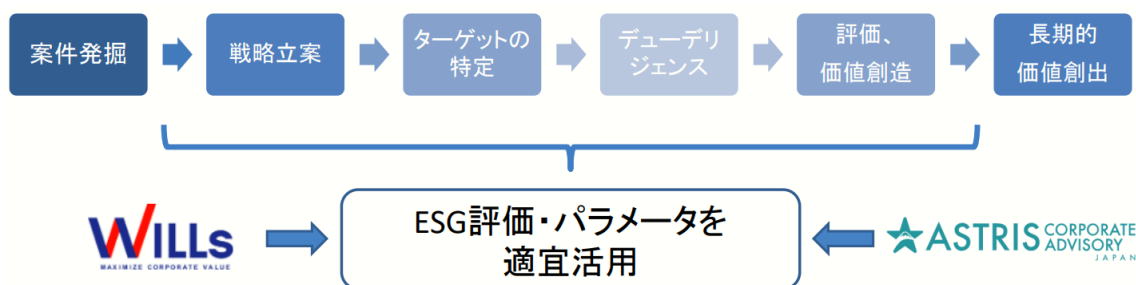 案件発掘
戦略立案
ターゲットの
特定
デューデリ
ジェンス
評価、
価値創造
長期的
価値創出
ESG評価・パラメータを
適宜活用
WILLs
MAXIMIZE CORPORATE VALUE
ASTRIS CORPORATE
ADVISORY
JAPAN